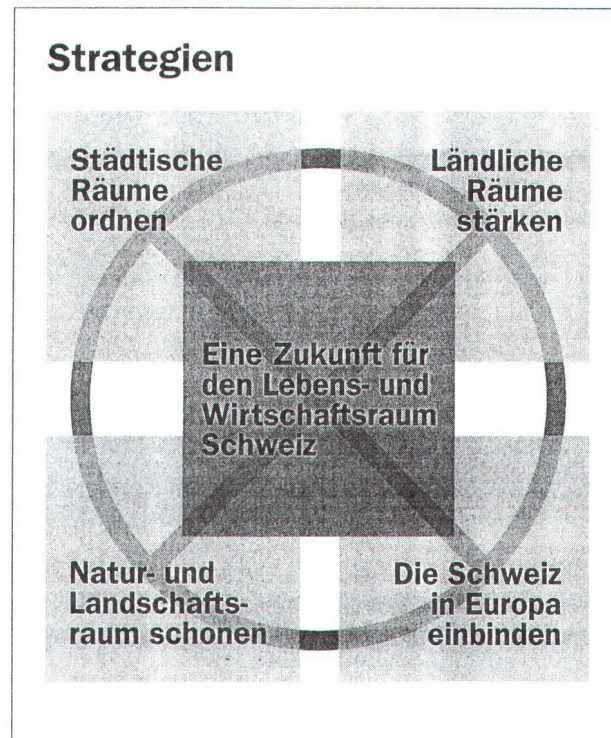 Strategien
Städtische
Räume
ordnen
Ländliche
Räume
stärken
Eine Zukunft für
den Lebens- und
Wirtschaftsraum
Schweiz
Natur- und
Landschafts-
raum schonen
Die Schweiz
in Europa
einbinden